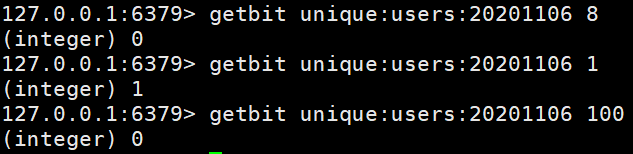 127.0.0.1:6379> getbit unique:users:20201106 8
(integer) 0
127.0.0.1:6379> getbit unique:users:20201106 1
(integer) 1
127.0.0.1:6379> getbit unique:users:20201106 100
(integer) 0